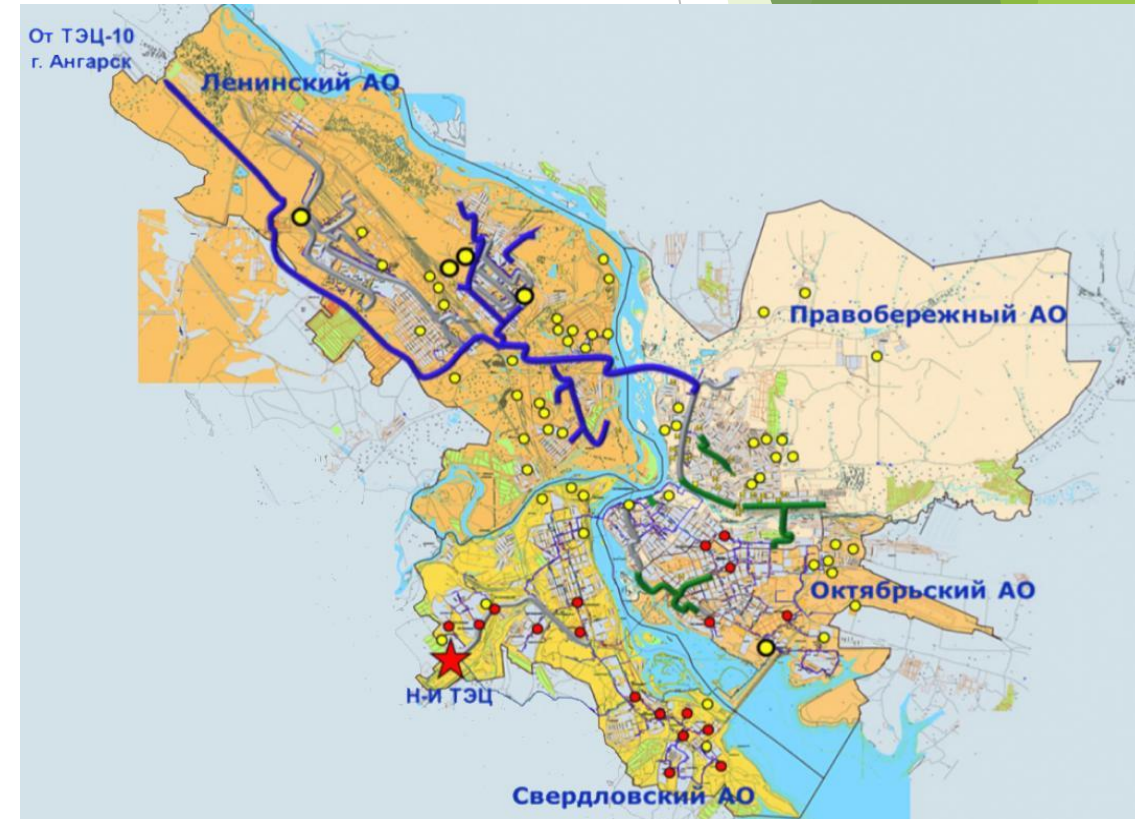 От ТЭЦ-10
г. Ангарск
Ленинский АО
Правобережный АО
Октябрьский АО
Н-И ТЭЦ
Свердловский АО